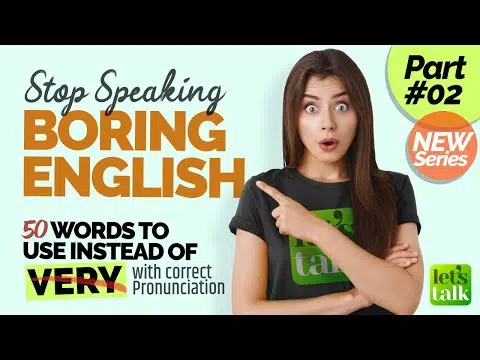 Stop Speaking
BORING
ENGLISH
50 WORDS TO
USE INSTEAD OF
VERY with correct
Pronunciation
Part
#02
NEW
Series
let's
talk
let's
talk